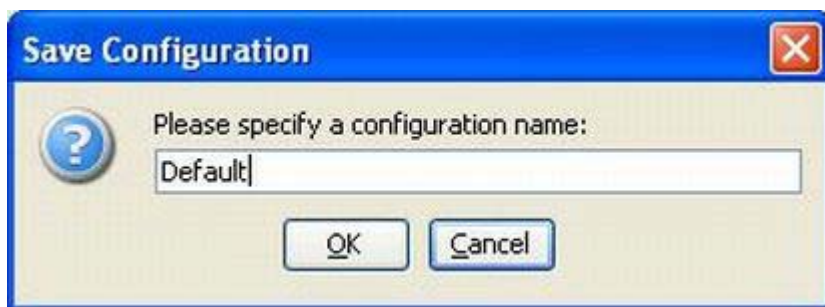 Save Configuration
Please specify a configuration name:
Default
OK
Cancel